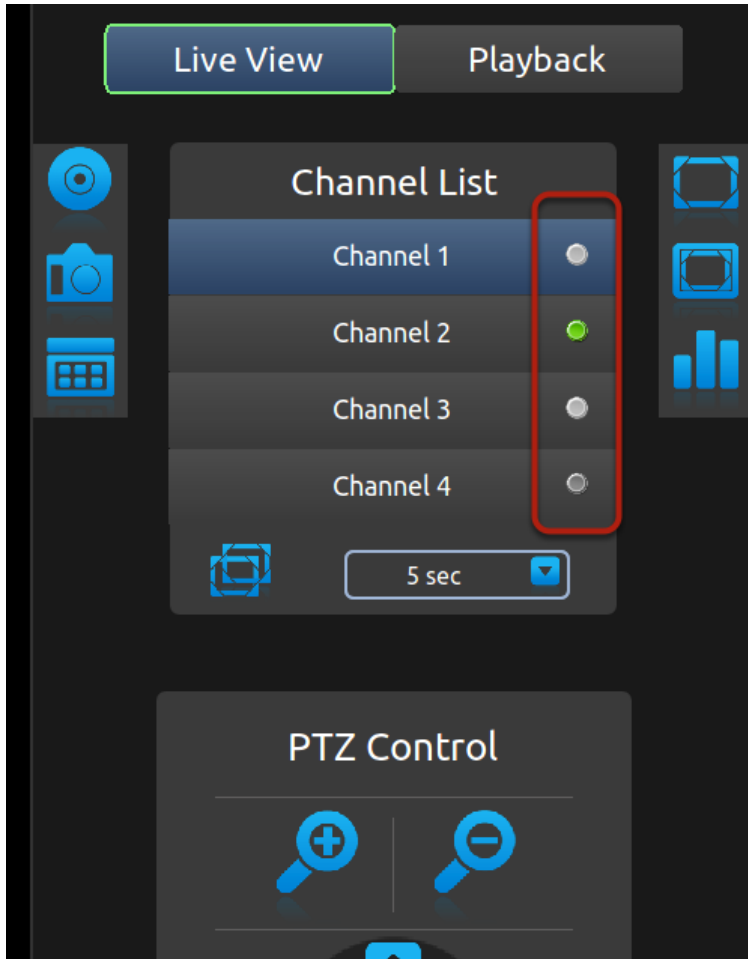 Live View
Playback
Channel List
Channel 1
Channel 2
Channel 3
Channel 4
5 sec
PTZ Control